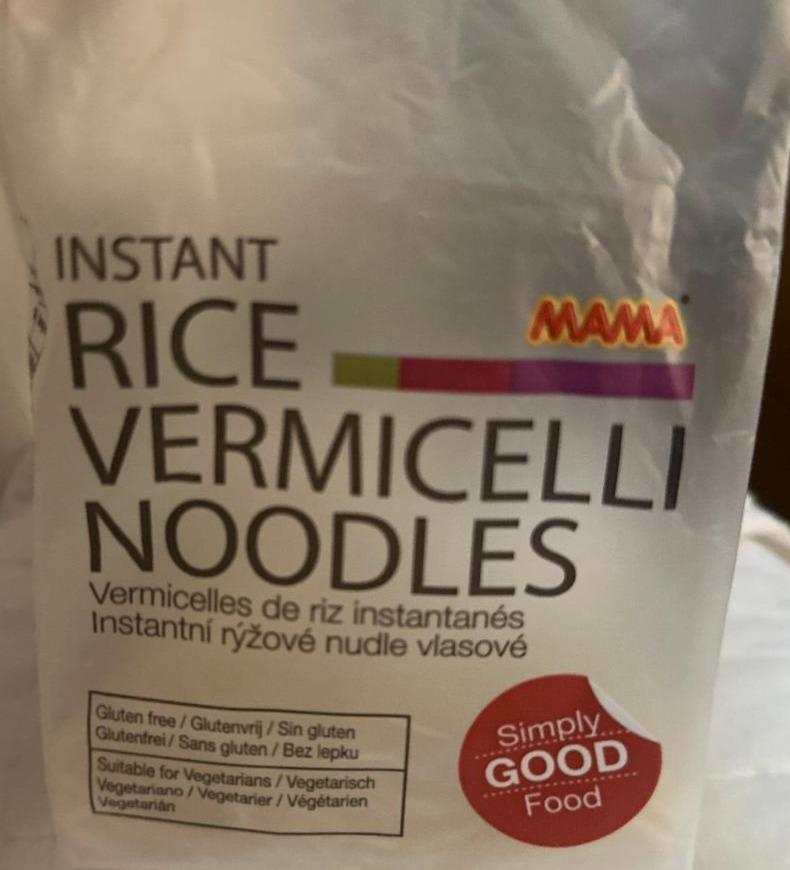 INSTANT
RICE
MAMA
VERMICELLI
NOODLES
Vermicelles de riz instantanés
Instantní rýžové nudle vlasové
Gluten free / Glutenvrij / Sin gluten
Glutenfrei / Sans gluten / Bez lepku
Suitable for Vegetarians / Vegetarisch
Vegetariano / Vegetarier / Végétarien
Vegetarián
Simply
GOOD
Food